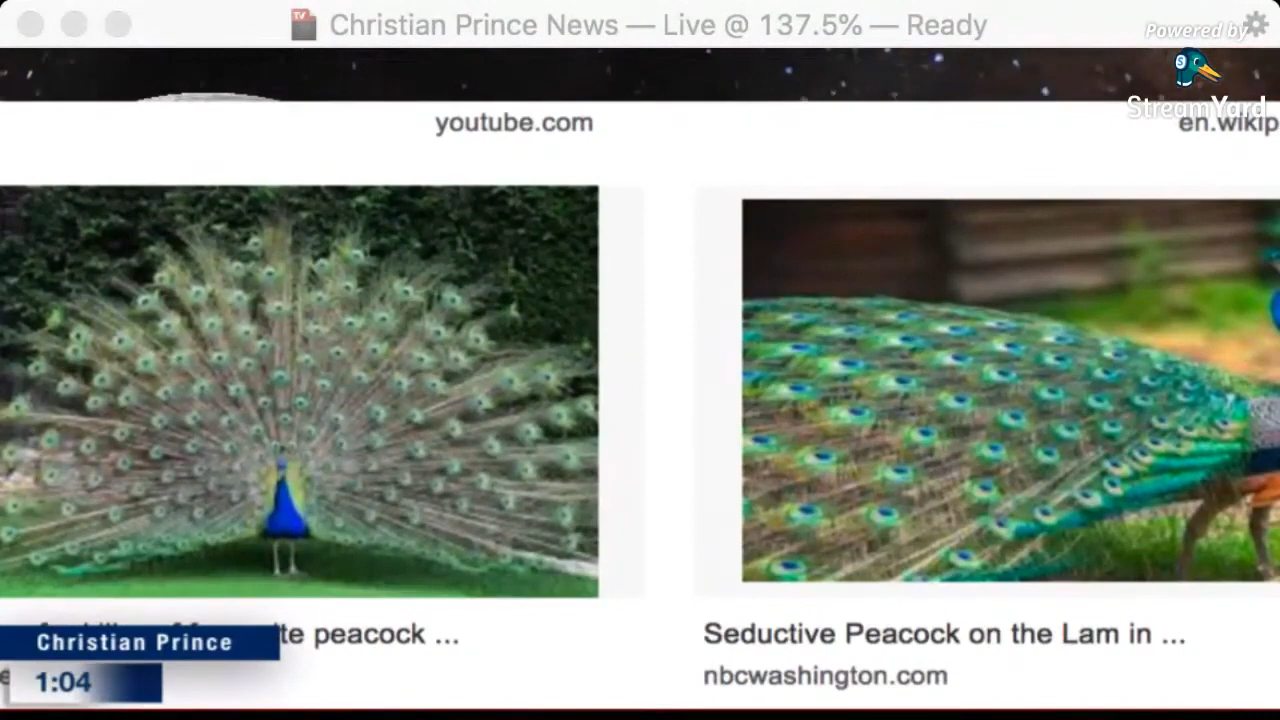 TV
Christian Prince News — Live @ 137.5% — Ready
Powered by
StreamYard
youtube.com
en.wikip
te peacock ...
Seductive Peacock on the Lam in ...
nbcwashington.com
Christian Prince
1:04